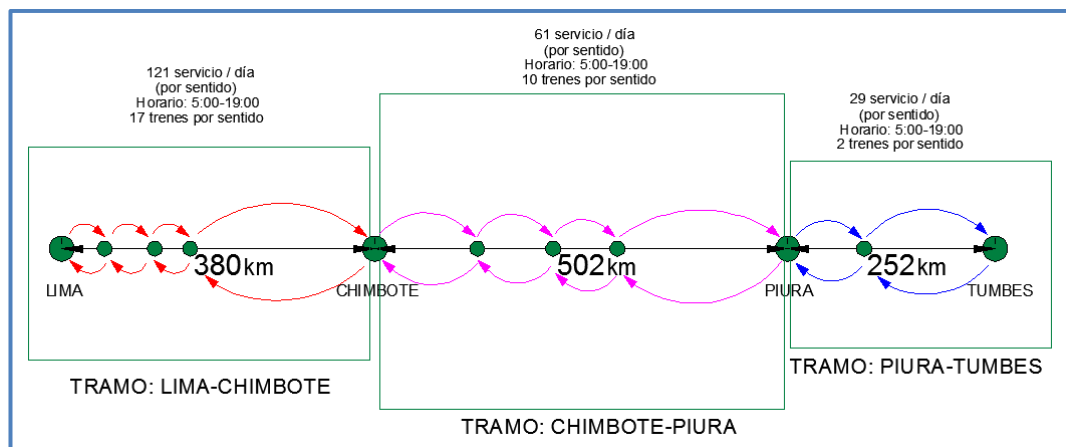 121 servicio / día
(por sentido)
Horario: 5:00-19:00
17 trenes por sentido
61 servicio / día
(por sentido)
Horario: 5:00-19:00
10 trenes por sentido
29 servicio / día
(por sentido)
Horario: 5:00-19:00
2 trenes por sentido
380km
502km
252km
LIMA
CHIMBOTE
PIURA
TUMBES
TRAMO: LIMA-CHIMBOTE
TRAMO: CHIMBOTE-PIURA
TRAMO: PIURA-TUMBES